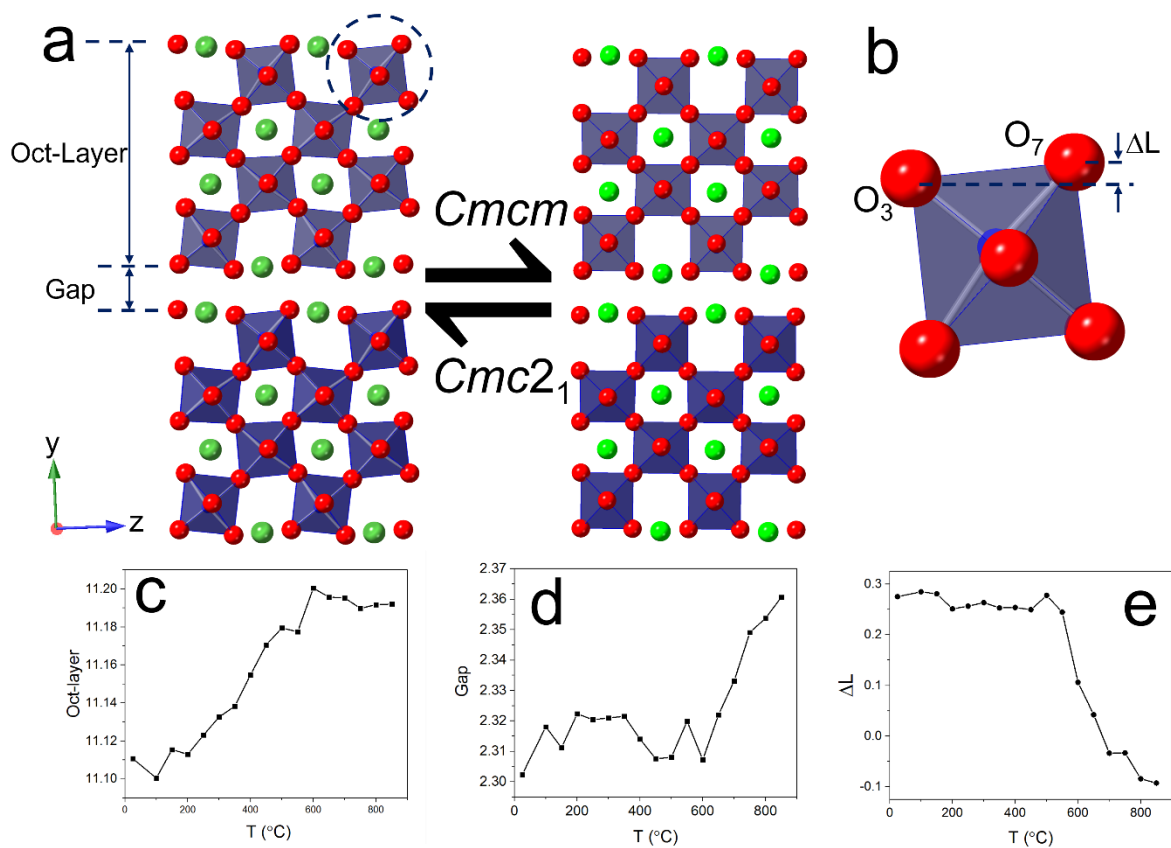 a
Oct-Layer
Gap
Cmcm
Cmc2₁
y
z
b
O₇
ΔL
O₃
c
11.20
11.18
11.16
11.14
11.12
11.10
Oct-layer
0
200
400
600
800
T (°C)
d
2.37
2.36
2.35
2.34
2.33
2.32
2.31
2.30
Gap
0
200
400
600
800
T (°C)
e
0.3
0.2
0.1
0.0
-0.1
ΔL
0
200
400
600
800
T (°C)